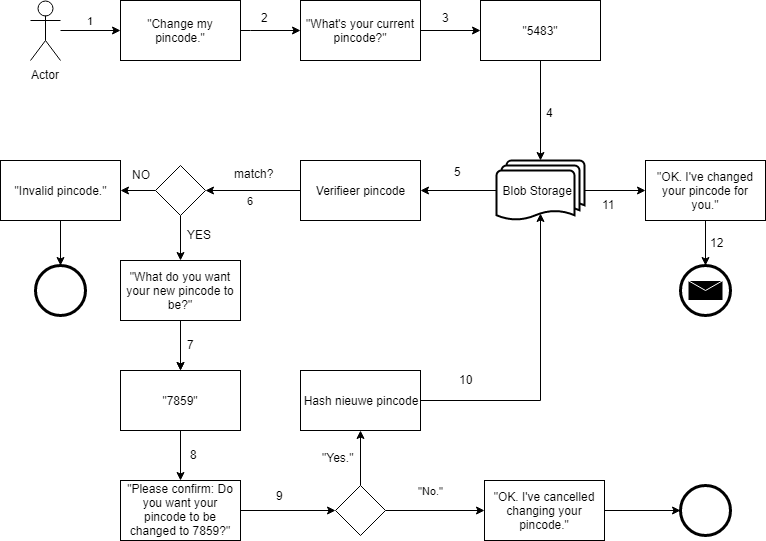 1
"Change my
pincode."
2
"What's your current
pincode?"
3
"5483"
Actor
4
"Invalid pincode."
NO
match?
6
Verifieer pincode
5
Blob Storage
11
"OK. I've changed
your pincode for
you."
YES
12
"What do you want
your new pincode to
be?"
7
"7859"
Hash nieuwe pincode
10
8
"Yes."
"Please confirm: Do
you want your
pincode to be
changed to 7859?"
9
"No."
"OK. I've cancelled
changing your
pincode."